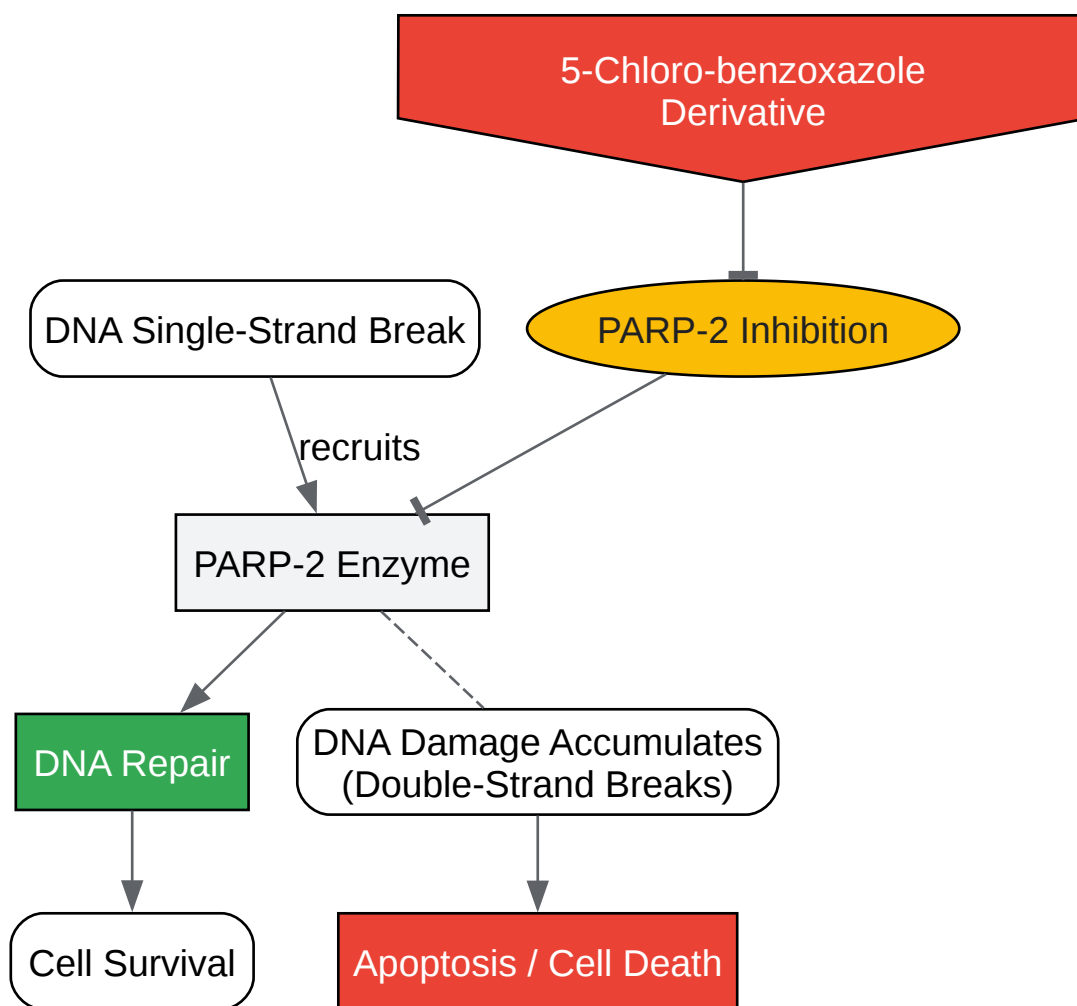 5-Chloro-benzoxazole
Derivative
DNA Single-Strand Break
PARP-2 Inhibition
recruits
PARP-2 Enzyme
DNA Repair
DNA Damage Accumulates
(Double-Strand Breaks)
Cell Survival
Apoptosis / Cell Death